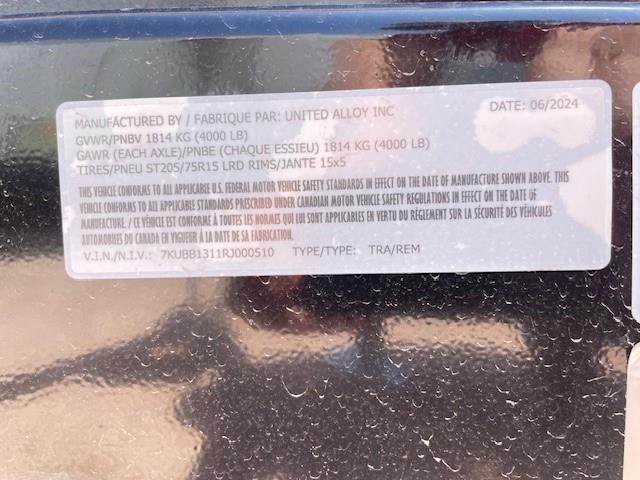 MANUFACTURED BY / FABRIQUE PAR: UNITED ALLOY INC DATE: 06/2024
GVWR/PNBV 1814 KG (4000 LB)
GAWR (EACH AXLE)/PNBE (CHAQUE ESSIEU) 1814 KG (4000 LB)
TIRES/PNEU ST205/75R15 LRD RIMS/JANTE 15x5
THIS VEHICLE CONFORMS TO ALL APPLICABLE U.S. FEDERAL MOTOR VEHICLE SAFETY STANDARDS IN EFFECT ON THE DATE OF MANUFACTURE SHOWN ABOVE. THIS
VEHICLE CONFORMS TO ALL APPLICABLE STANDARDS PRESCRIBED UNDER CANADIAN MOTOR VEHICLE SAFETY REGULATIONS IN EFFECT ON THE DATE OF
MANUFACTURE. / CE VÉHICULE EST CONFORME À TOUTES LES NORMES QUI LUI SONT APPLICABLES EN VERTU DU RÈGLEMENT SUR LA SÉCURITÉ DES VÉHICULES
AUTOMOBILES DU CANADA EN VIGUEUR À LA DATE DE SA FABRICATION.
V.I.N./N.I.V.: 7KUBB1311RJ000510 TYPE/TYPE: TRA/REM